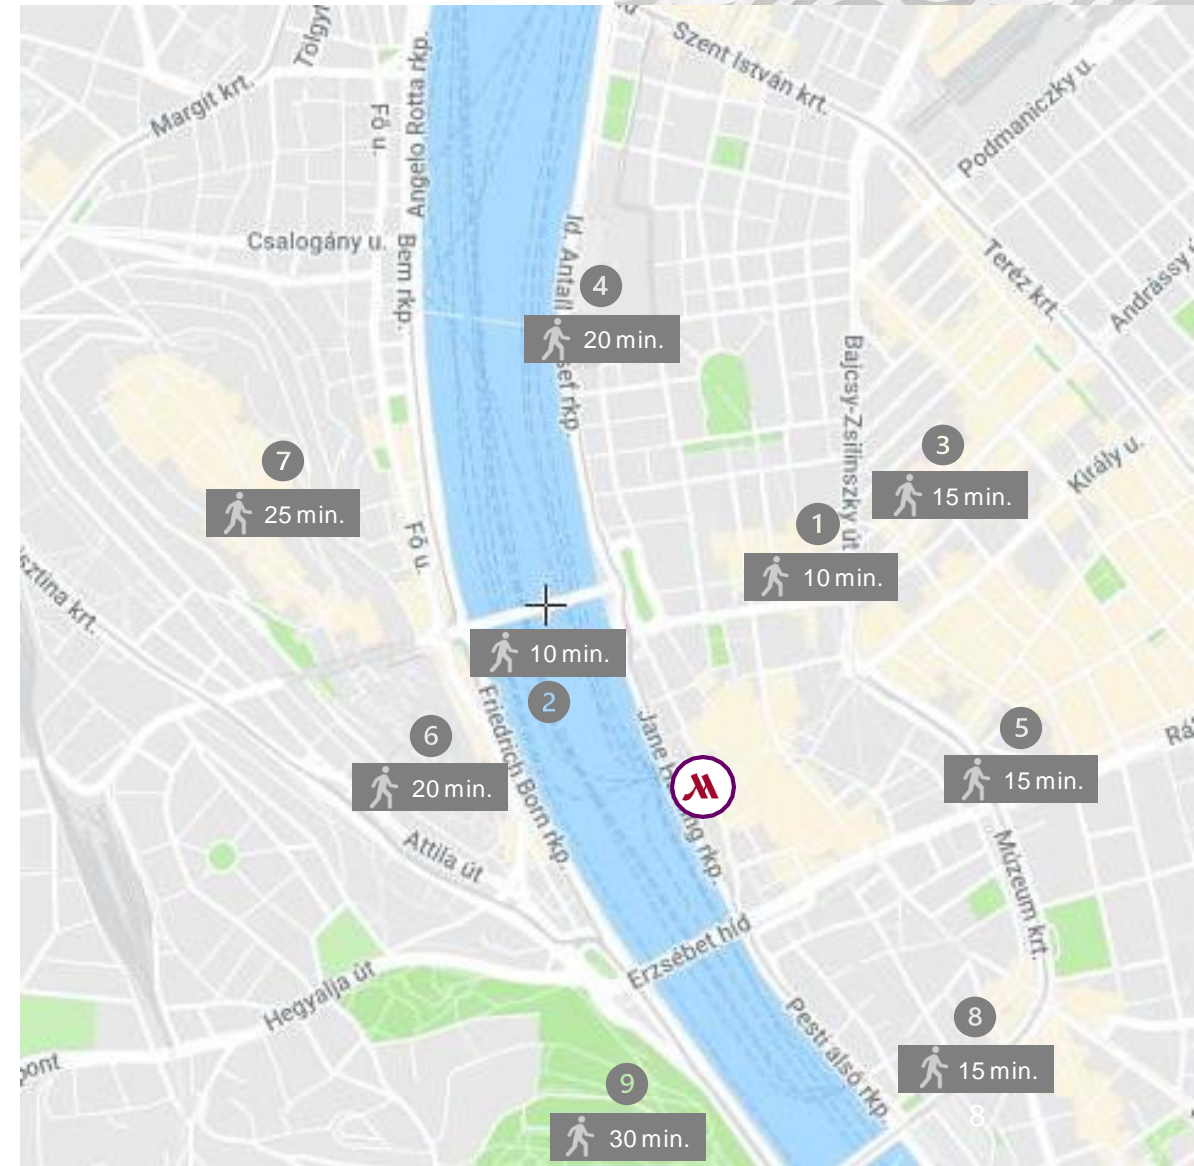 Szent István krt.
Tölgy
Margit krt.
Fő u.
Angelo Rotta rkp.
Podmaniczky u.
Csalogány u.
Bem rkp.
Id. Antall
sef rkp.
Teréz krt.
Andrássy
4
20 min.
Bajcsy-Zsilinszky út
3
15 min.
Király u.
7
25 min.
1
10 min.
Fő u.
sztina krt.
10 min.
2
Friedrich Born rkp.
Jane H
ng rkp.
6
20 min.
5
15 min.
Rá
Attila út
Múzeum krt.
Erzsébet híd
Hegyalja út
Pesti alsó rkp.
8
15 min.
8
pont
9
30 min.